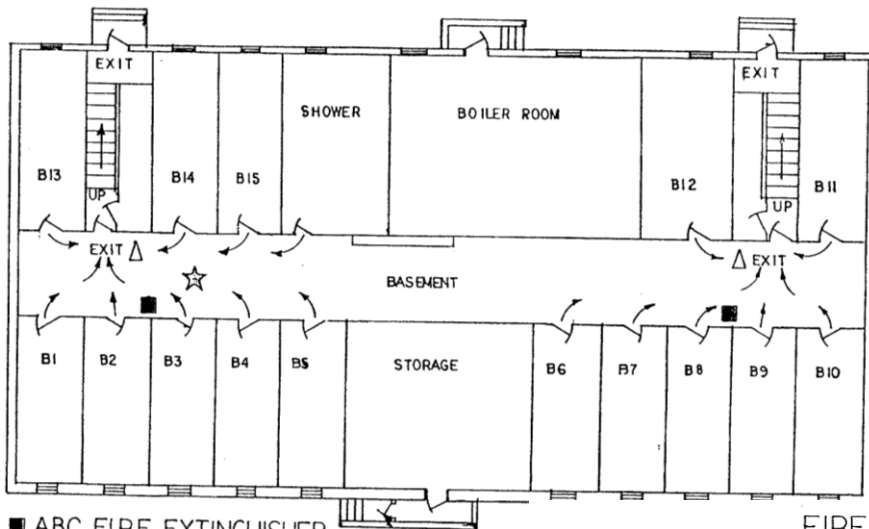 EXIT
EXIT
SHOWER
BOILER ROOM
B13
B14
B15
B12
B11
UP
UP
EXIT
EXIT
BASEMENT
B1
B2
B3
B4
B5
STORAGE
B6
B7
B8
B9
B10
ABC FIRE EXTINGUISHER
FIRE